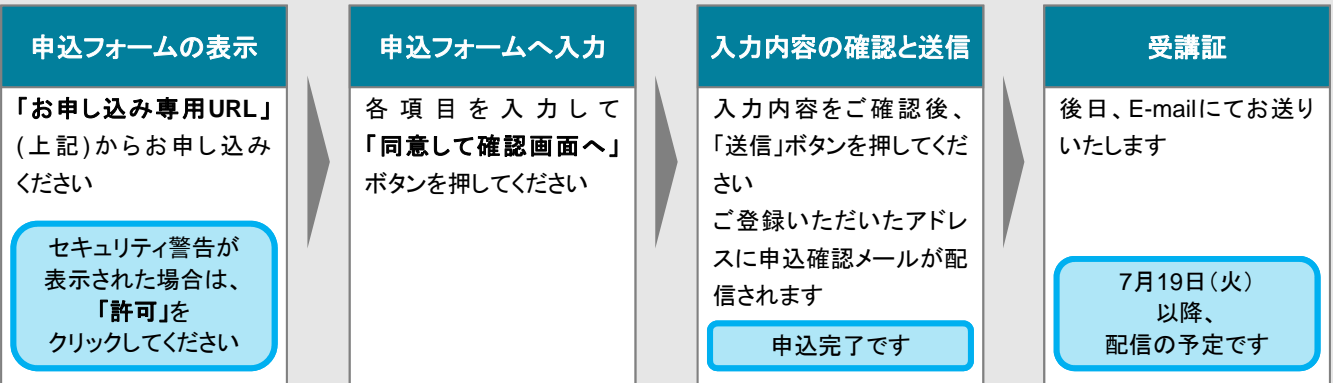 申込フォームの表示
「お申し込み専用URL」
(上記)からお申し込み
ください
セキュリティ警告が
表示された場合は、
「許可」を
クリックしてください
申込フォームへ入力
各項目を入力して
「同意して確認画面へ」
ボタンを押してください
入力内容の確認と送信
入力内容をご確認後、
「送信」ボタンを押してくだ
さい
ご登録いただいたアドレ
スに申込確認メールが配
信されます
申込完了です
受講証
後日、E-mailにてお送り
いたします
7月19日（火）
以降、
配信の予定です